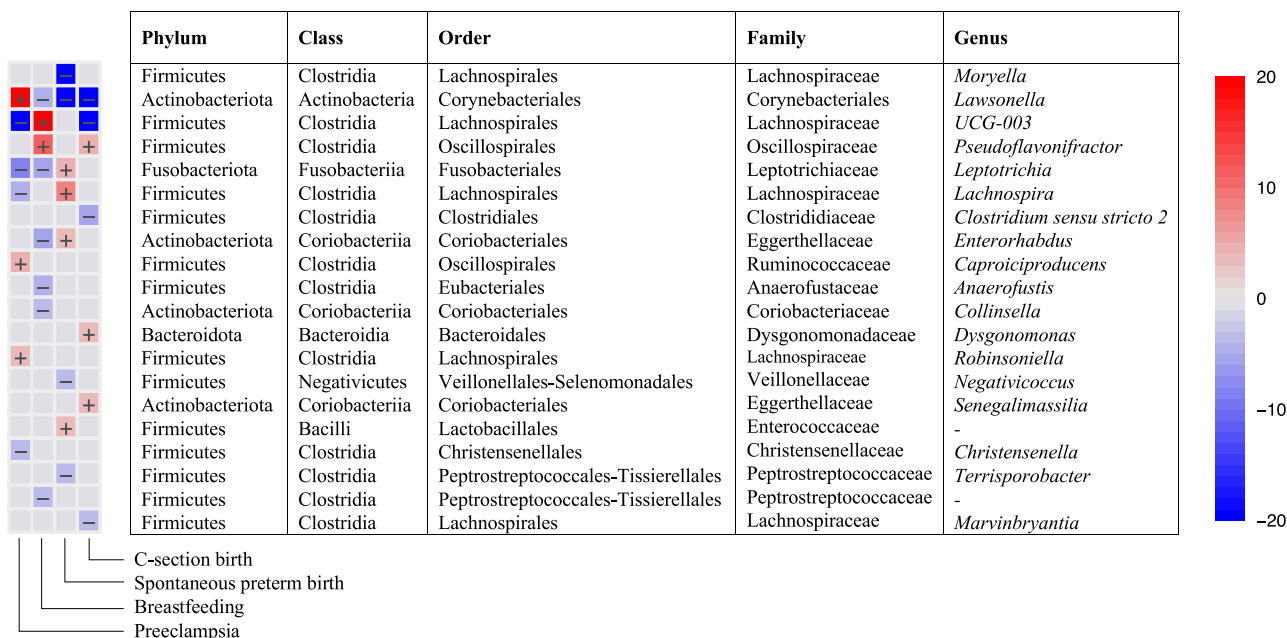 Phylum Class Order Family Genus
− Firmicutes Clostridia Lachnospirales Lachnospiraceae Moryella
+ − − − Actinobacteriota Actinobacteria Corynebacteriales Corynebacteriales Lawsonella
− + − Firmicutes Clostridia Lachnospirales Lachnospiraceae UCG-003
+ + Firmicutes Clostridia Oscillospirales Oscillospiraceae Pseudoflavonifractor
− − + Fusobacteriota Fusobacteriia Fusobacteriales Leptotrichiaceae Leptotrichia
− + Firmicutes Clostridia Lachnospirales Lachnospiraceae Lachnospira
− Firmicutes Clostridia Clostridiales Clostrididiaceae Clostridium sensu stricto 2
− + Actinobacteriota Coriobacteriia Coriobacteriales Eggerthellaceae Enterorhabdus
+ Firmicutes Clostridia Oscillospirales Ruminococcaceae Caproiciproducens
− Firmicutes Clostridia Eubacteriales Anaerofustaceae Anaerofustis
− Actinobacteriota Coriobacteriia Coriobacteriales Coriobacteriaceae Collinsella
+ Bacteroidota Bacteroidia Bacteroidales Dysgonomonadaceae Dysgonomonas
+ Firmicutes Clostridia Lachnospirales Lachnospiraceae Robinsoniella
− Firmicutes Negativicutes Veillonellales-Selenomonadales Veillonellaceae Negativicoccus
+ Actinobacteriota Coriobacteriia Coriobacteriales Eggerthellaceae Senegalimassilia
+ Firmicutes Bacilli Lactobacillales Enterococcaceae -
− Firmicutes Clostridia Christensenellales Christensenellaceae Christensenella
− Firmicutes Clostridia Peptrostreptococcales-Tissierellales Peptrostreptococcaceae Terrisporobacter
− Firmicutes Clostridia Peptrostreptococcales-Tissierellales Peptrostreptococcaceae -
− Firmicutes Clostridia Lachnospirales Lachnospiraceae Marvinbryantia
C-section birth
Spontaneous preterm birth
Breastfeeding
Preeclampsia
20
10
0
−10
−20